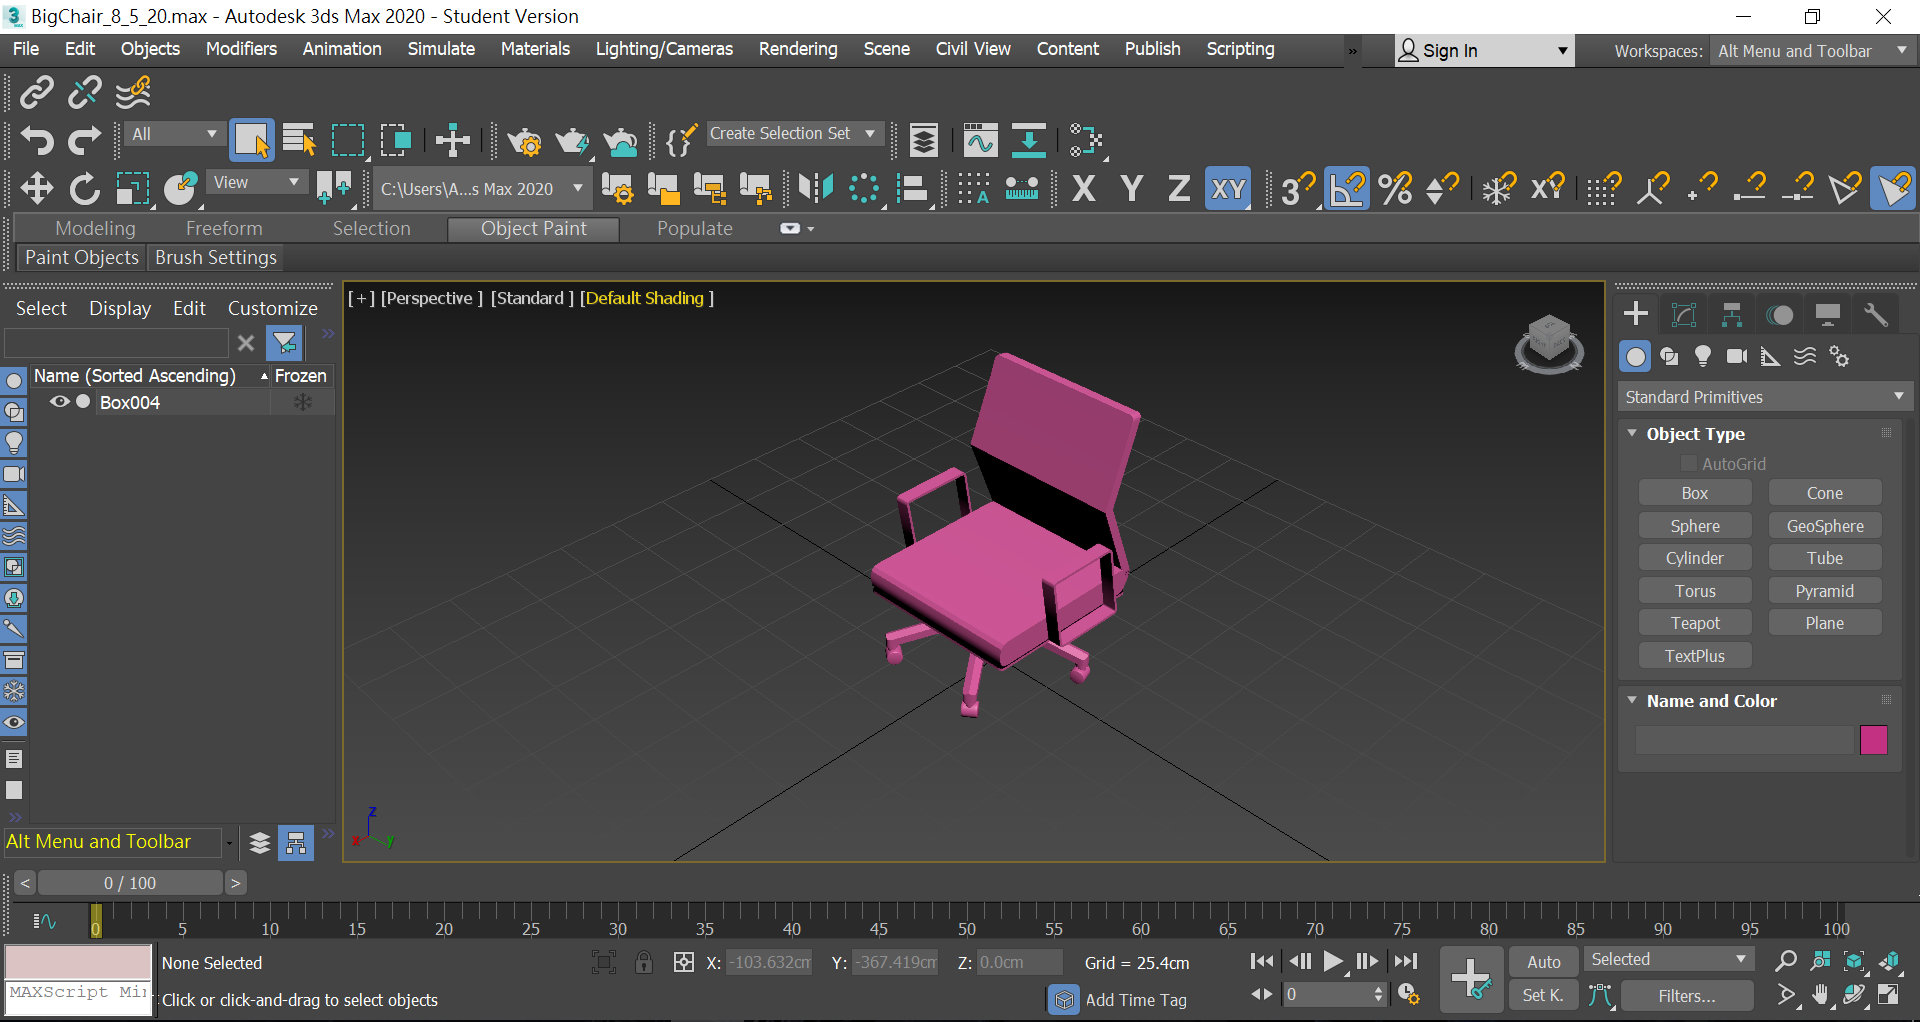 BigChair_8_5_20.max - Autodesk 3ds Max 2020 - Student Version
File Edit Objects Modifiers Animation Simulate Materials Lighting/Cameras Rendering Scene Civil View Content Publish Scripting » Sign In Workspaces: Alt Menu and Toolbar
All Create Selection Set
View C:\Users\A...s Max 2020 X Y Z XY 3 % XY
Modeling Freeform Selection Object Paint Populate
Paint Objects Brush Settings
Select Display Edit Customize
[ + ] [Perspective ] [Standard ] [Default Shading ]
Name (Sorted Ascending) Frozen
Box004
Standard Primitives
Object Type
AutoGrid
Box Cone
Sphere GeoSphere
Cylinder Tube
Torus Pyramid
Teapot Plane
TextPlus
Name and Color
z
x y
Alt Menu and Toolbar
< 0 / 100 >
0 5 10 15 20 25 30 35 40 45 50 55 60 65 70 75 80 85 90 95 100
None Selected X: -103.632cm Y: -367.419cm Z: 0.0cm Grid = 25.4cm Auto Selected
MAXScript Mi Click or click-and-drag to select objects Add Time Tag 0 Set K. Filters...